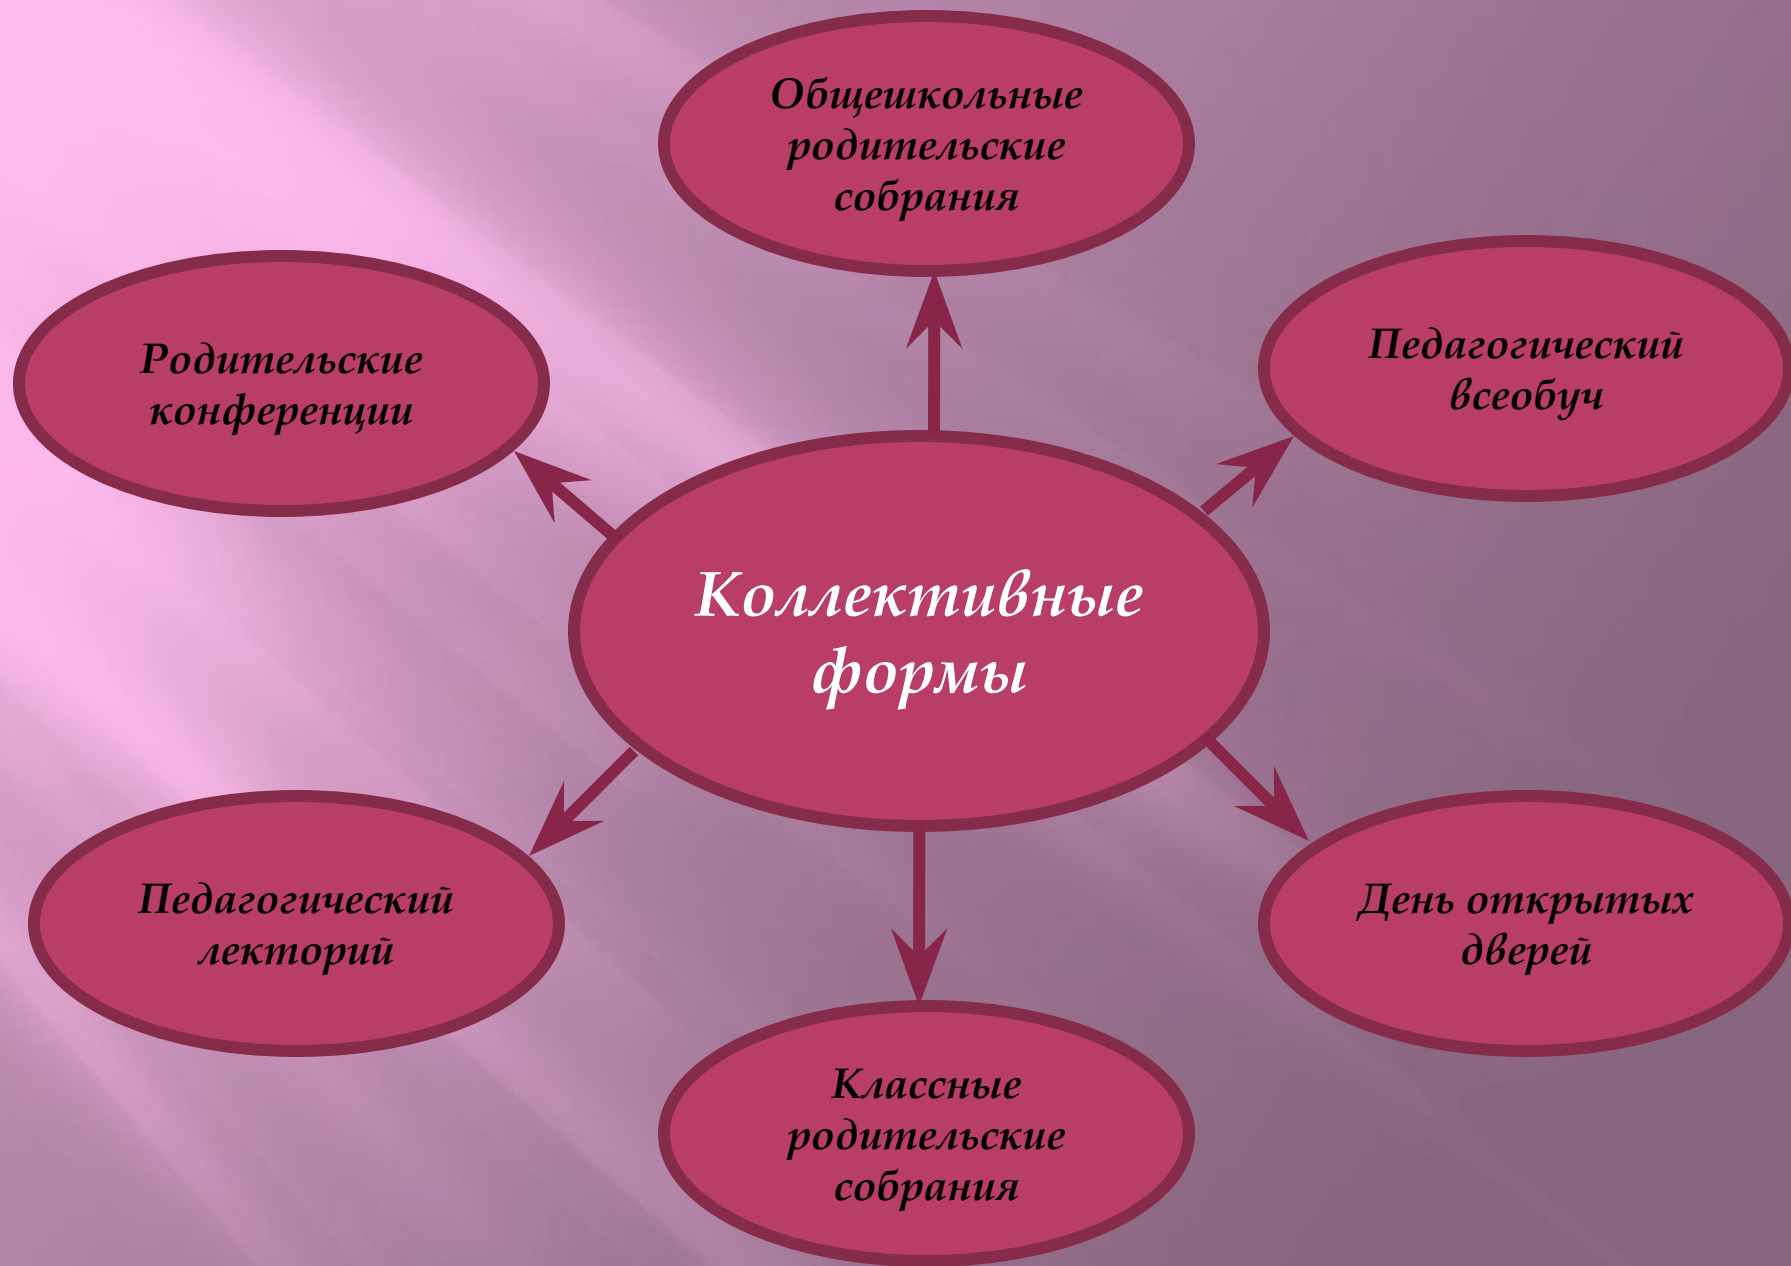 Общешкольные
родительские
собрания
Родительские
конференции
Педагогический
всеобуч
Коллективные
формы
Педагогический
лекторий
День открытых
дверей
Классные
родительские
собрания